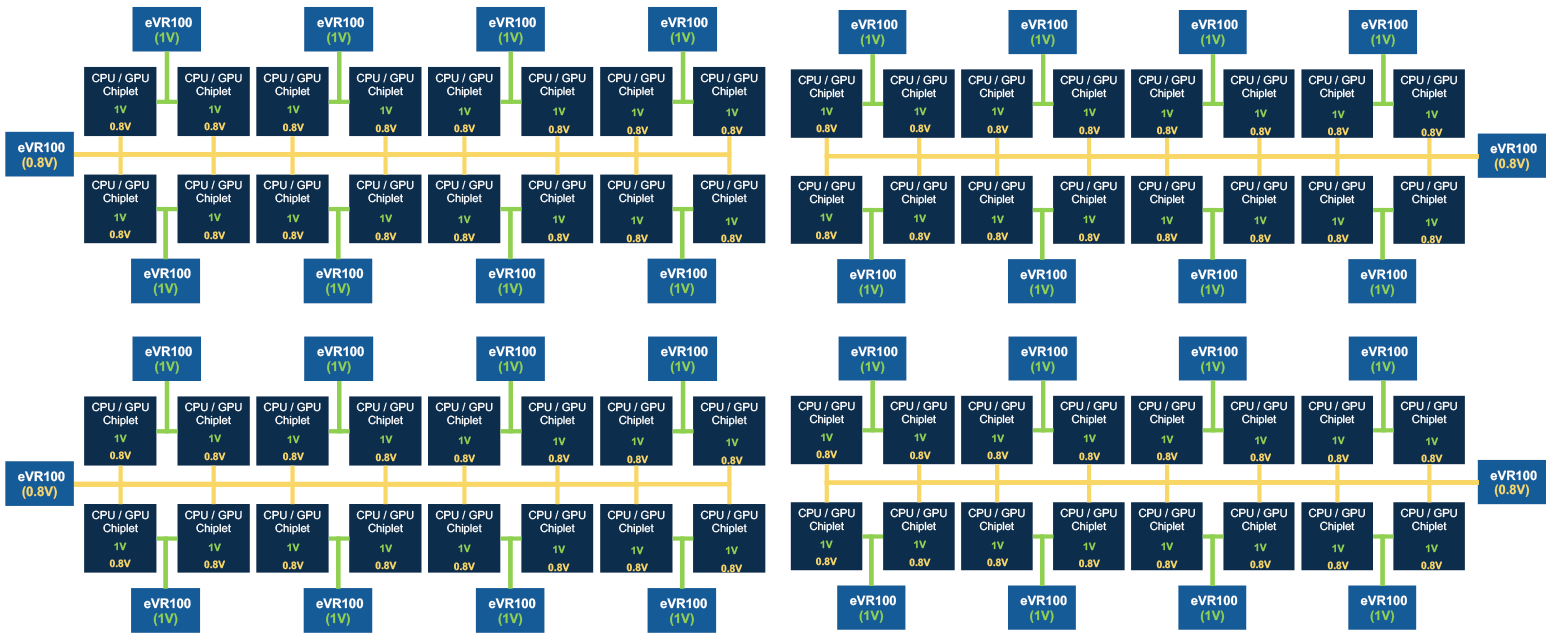 eVR100 eVR100 eVR100 eVR100 eVR100 eVR100 eVR100 eVR100
(1V) (1V) (1V) (1V) (1V) (1V) (1V) (1V)
CPU / GPU CPU / GPU CPU / GPU CPU / GPU CPU / GPU CPU / GPU CPU / GPU CPU / GPU CPU / GPU CPU / GPU CPU / GPU CPU / GPU CPU / GPU CPU / GPU CPU / GPU CPU / GPU
Chiplet Chiplet Chiplet Chiplet Chiplet Chiplet Chiplet Chiplet Chiplet Chiplet Chiplet Chiplet Chiplet Chiplet Chiplet Chiplet
1V 1V 1V 1V 1V 1V 1V 1V 1V 1V 1V 1V 1V 1V 1V 1V
0.8V 0.8V 0.8V 0.8V 0.8V 0.8V 0.8V 0.8V 0.8V 0.8V 0.8V 0.8V 0.8V 0.8V 0.8V 0.8V
eVR100 eVR100
(0.8V) (0.8V)
CPU / GPU CPU / GPU CPU / GPU CPU / GPU CPU / GPU CPU / GPU CPU / GPU CPU / GPU CPU / GPU CPU / GPU CPU / GPU CPU / GPU CPU / GPU CPU / GPU CPU / GPU CPU / GPU
Chiplet Chiplet Chiplet Chiplet Chiplet Chiplet Chiplet Chiplet Chiplet Chiplet Chiplet Chiplet Chiplet Chiplet Chiplet Chiplet
1V 1V 1V 1V 1V 1V 1V 1V 1V 1V 1V 1V 1V 1V 1V 1V
0.8V 0.8V 0.8V 0.8V 0.8V 0.8V 0.8V 0.8V 0.8V 0.8V 0.8V 0.8V 0.8V 0.8V 0.8V 0.8V
eVR100 eVR100 eVR100 eVR100 eVR100 eVR100 eVR100 eVR100
(1V) (1V) (1V) (1V) (1V) (1V) (1V) (1V)
eVR100 eVR100 eVR100 eVR100 eVR100 eVR100 eVR100 eVR100
(1V) (1V) (1V) (1V) (1V) (1V) (1V) (1V)
CPU / GPU CPU / GPU CPU / GPU CPU / GPU CPU / GPU CPU / GPU CPU / GPU CPU / GPU CPU / GPU CPU / GPU CPU / GPU CPU / GPU CPU / GPU CPU / GPU CPU / GPU CPU / GPU
Chiplet Chiplet Chiplet Chiplet Chiplet Chiplet Chiplet Chiplet Chiplet Chiplet Chiplet Chiplet Chiplet Chiplet Chiplet Chiplet
1V 1V 1V 1V 1V 1V 1V 1V 1V 1V 1V 1V 1V 1V 1V 1V
0.8V 0.8V 0.8V 0.8V 0.8V 0.8V 0.8V 0.8V 0.8V 0.8V 0.8V 0.8V 0.8V 0.8V 0.8V 0.8V
eVR100 eVR100
(0.8V) (0.8V)
CPU / GPU CPU / GPU CPU / GPU CPU / GPU CPU / GPU CPU / GPU CPU / GPU CPU / GPU CPU / GPU CPU / GPU CPU / GPU CPU / GPU CPU / GPU CPU / GPU CPU / GPU CPU / GPU
Chiplet Chiplet Chiplet Chiplet Chiplet Chiplet Chiplet Chiplet Chiplet Chiplet Chiplet Chiplet Chiplet Chiplet Chiplet Chiplet
1V 1V 1V 1V 1V 1V 1V 1V 1V 1V 1V 1V 1V 1V 1V 1V
0.8V 0.8V 0.8V 0.8V 0.8V 0.8V 0.8V 0.8V 0.8V 0.8V 0.8V 0.8V 0.8V 0.8V 0.8V 0.8V
eVR100 eVR100 eVR100 eVR100 eVR100 eVR100 eVR100 eVR100
(1V) (1V) (1V) (1V) (1V) (1V) (1V) (1V)